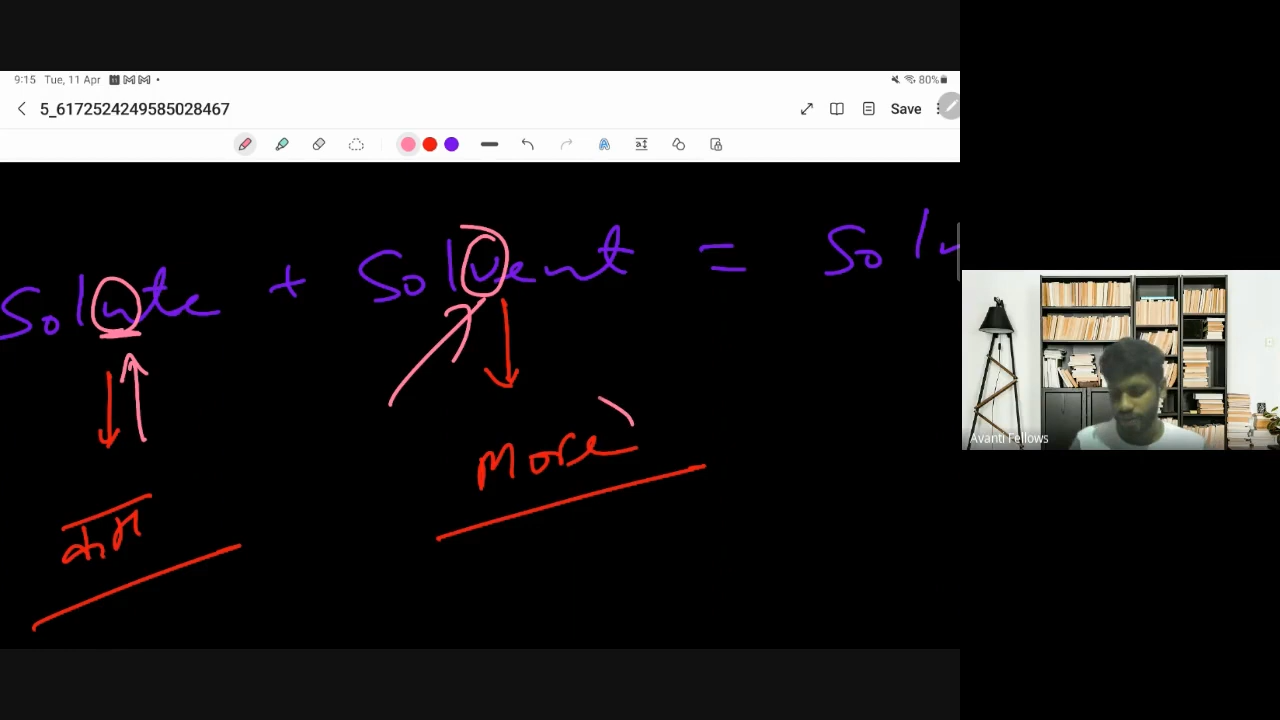 9:15 Tue, 11 Apr
80%
5_6172524249585028467
Save
Solute + Solvent = Sol
More
कम
Avanti Fellows